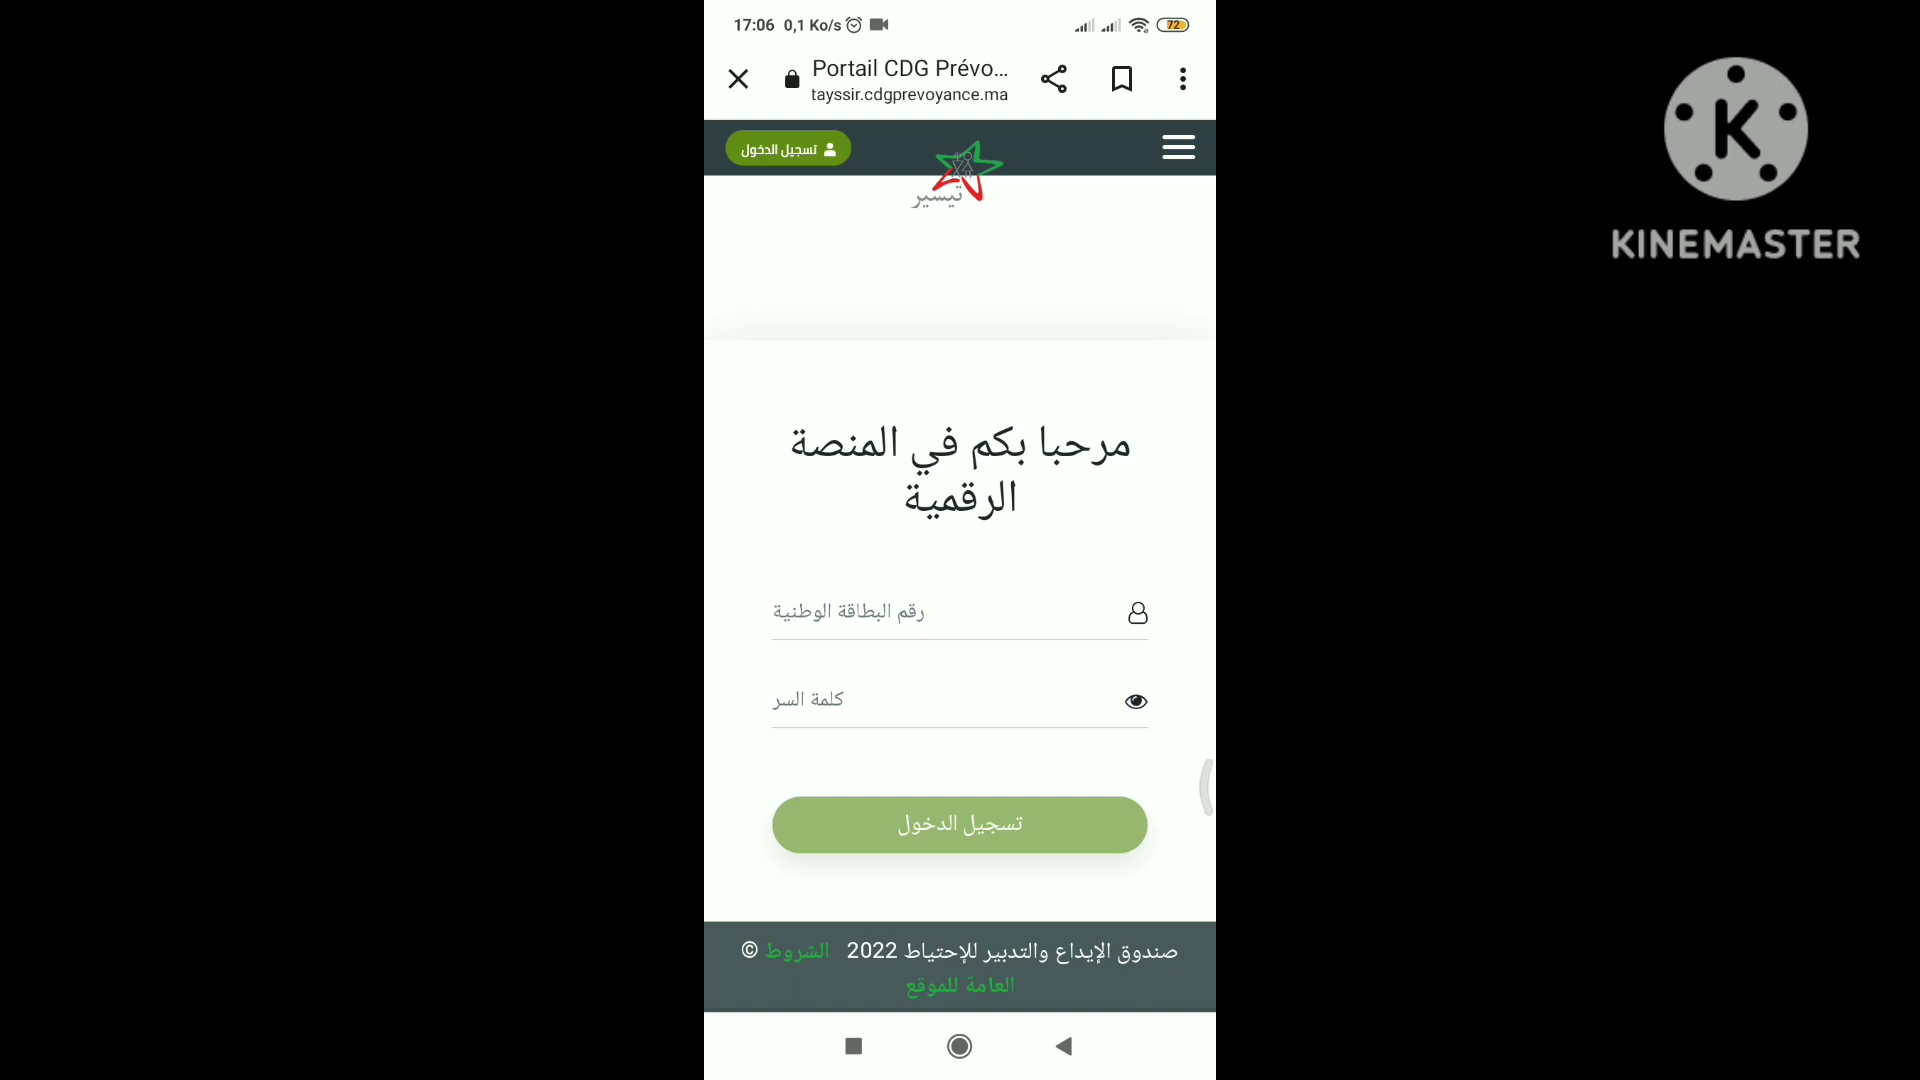 17:06 0,1 Ko/s
72
Portail CDG Prévo...
tayssir.cdgprevoyance.ma
تسجيل الدخول
تيسير
K
KINEMASTER
مرحبا بكم في المنصة
الرقمية
رقم البطاقة الوطنية
كلمة السر
تسجيل الدخول
صندوق الإيداع والتدبير للإحتياط 2022 الشروط ©
العامة للموقع